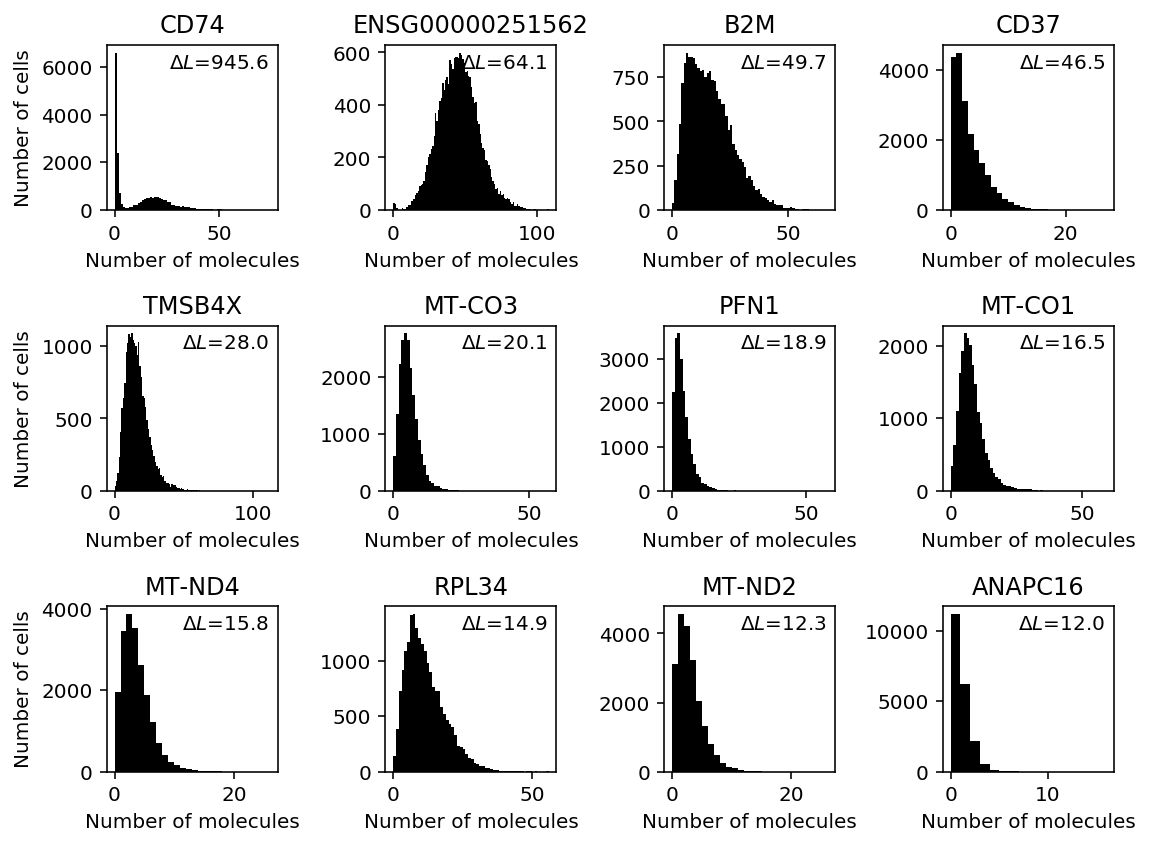 CD74
ENSG00000251562
B2M
CD37
Number of cells
6000
4000
2000
0
ΔL=945.6
0 50
Number of molecules
600
400
200
0
ΔL=64.1
0 100
Number of molecules
750
500
250
0
ΔL=49.7
0 50
Number of molecules
4000
2000
0
ΔL=46.5
0 20
Number of molecules
TMSB4X
MT-CO3
PFN1
MT-CO1
Number of cells
1000
500
0
ΔL=28.0
0 100
Number of molecules
2000
1000
0
ΔL=20.1
0 50
Number of molecules
3000
2000
1000
0
ΔL=18.9
0 50
Number of molecules
2000
1000
0
ΔL=16.5
0 50
Number of molecules
MT-ND4
RPL34
MT-ND2
ANAPC16
Number of cells
4000
2000
0
ΔL=15.8
0 20
Number of molecules
1000
500
0
ΔL=14.9
0 50
Number of molecules
4000
2000
0
ΔL=12.3
0 20
Number of molecules
10000
5000
0
ΔL=12.0
0 10
Number of molecules